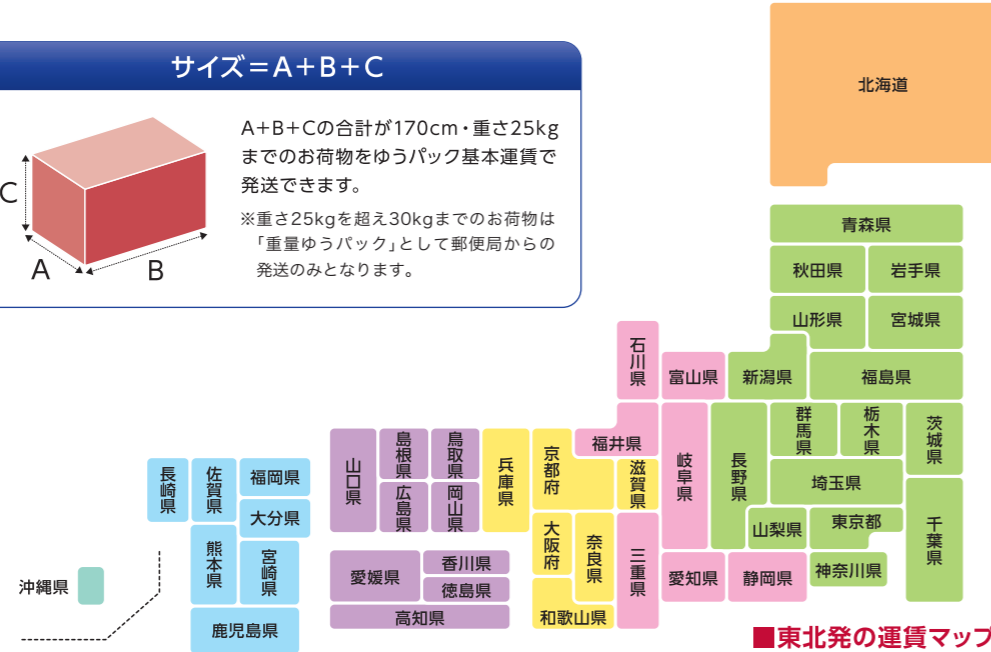 サイズ=A+B+C
A+B+Cの合計が170cm・重さ25kg
までのお荷物をゆうパック基本運賃で
発送できます。
※重さ25kgを超え30kgまでのお荷物は
「重量ゆうパック」として郵便局からの
発送のみとなります。
C
A
B
北海道
青森県
秋田県
岩手県
山形県
宮城県
石川県
富山県
新潟県
福島県
福井県
岐阜県
長野県
群馬県
栃木県
茨城県
埼玉県
山梨県
東京都
千葉県
神奈川県
愛知県
静岡県
三重県
山口県
島根県
鳥取県
広島県
岡山県
兵庫県
京都府
滋賀県
大阪府
奈良県
和歌山県
愛媛県
香川県
徳島県
高知県
長崎県
佐賀県
福岡県
大分県
熊本県
宮崎県
鹿児島県
沖縄県
■東北発の運賃マップ